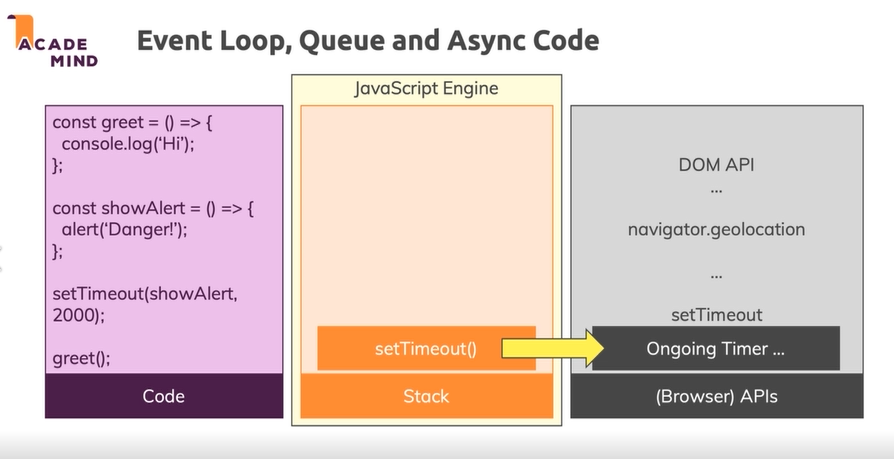 ACADE
MIND
Event Loop, Queue and Async Code
JavaScript Engine
const greet = () => {
console.log(‘Hi’);
};
const showAlert = () => {
alert(‘Danger!’);
};
setTimeout(showAlert,
2000);
greet();
Code
setTimeout()
Stack
DOM API
...
navigator.geolocation
...
setTimeout
Ongoing Timer ...
(Browser) APIs